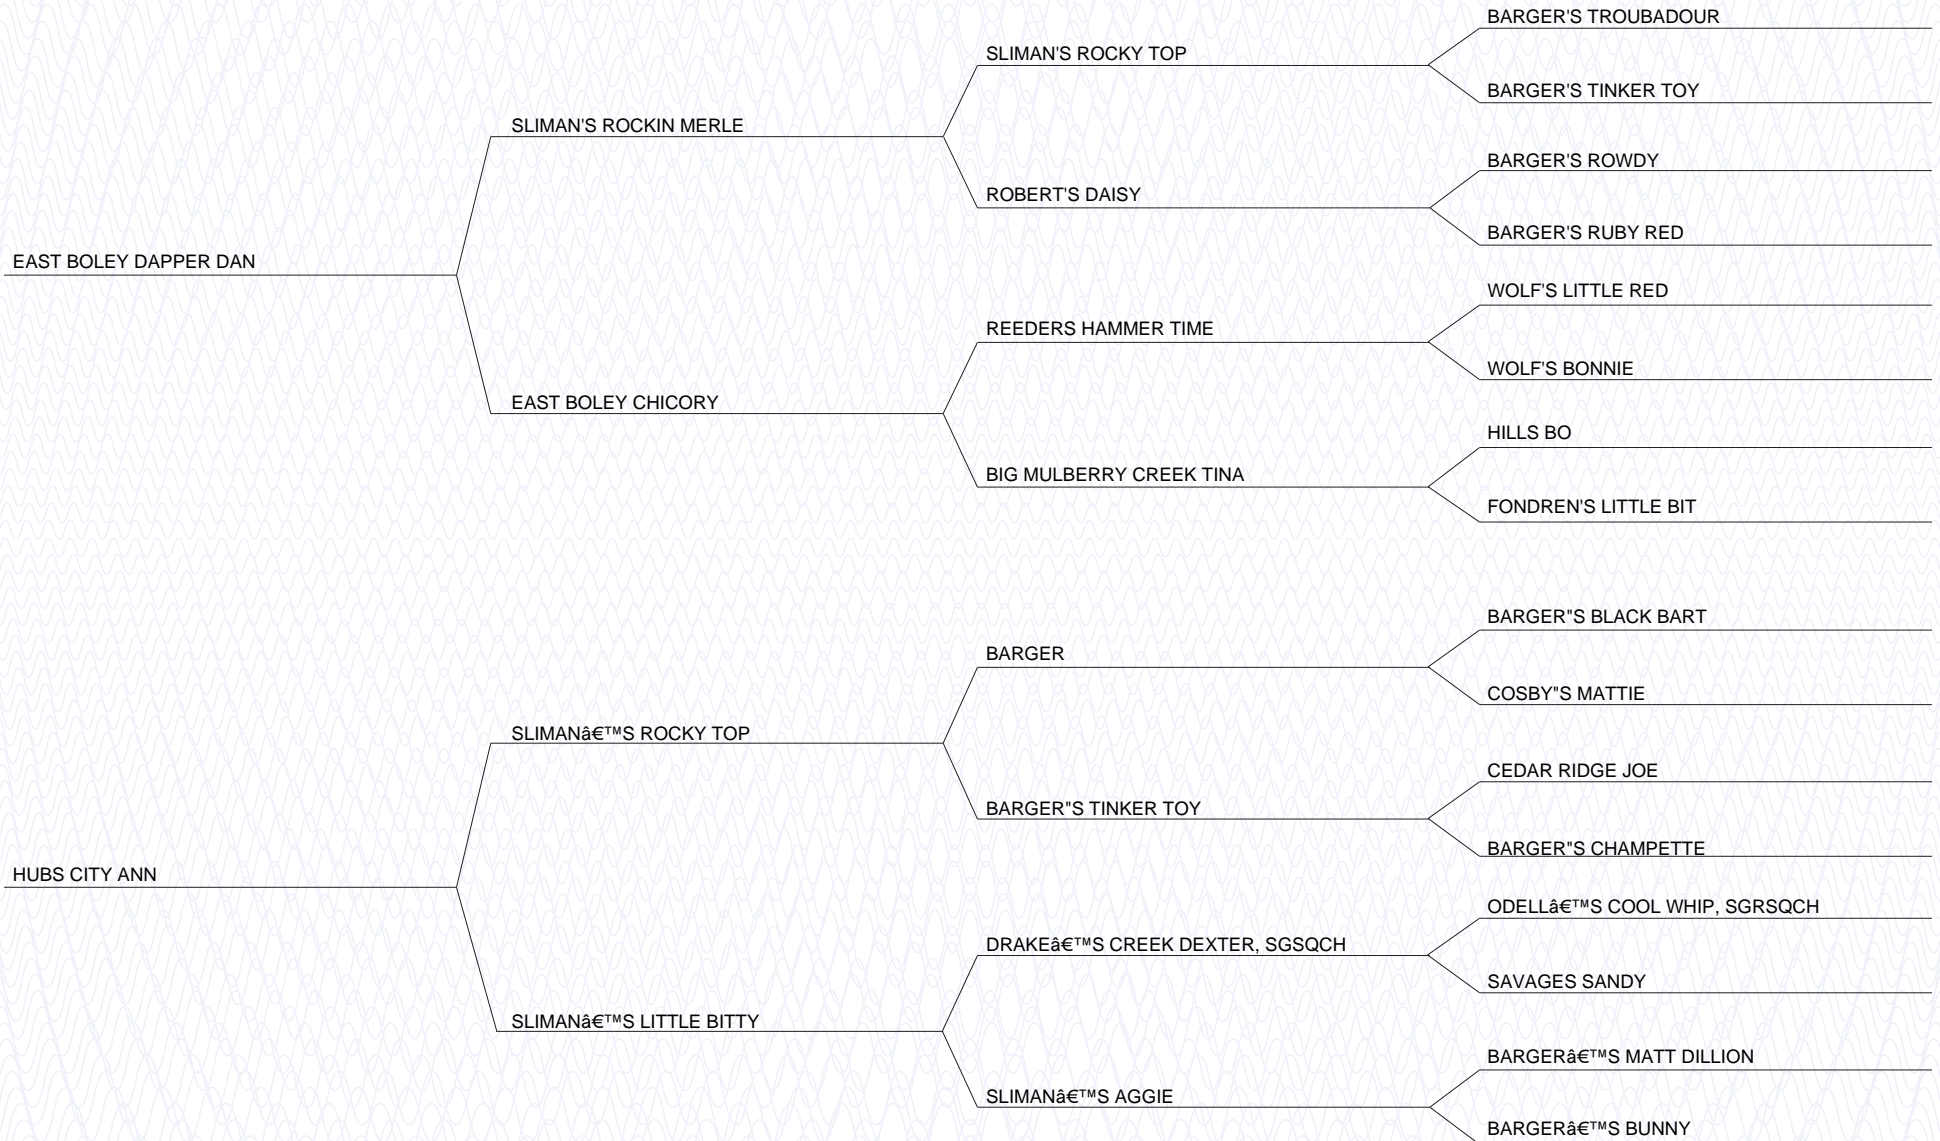 BARGER'S TROUBADOUR
SLIMAN'S ROCKY TOP
BARGER'S TINKER TOY
SLIMAN'S ROCKIN MERLE
BARGER'S ROWDY
ROBERT'S DAISY
BARGER'S RUBY RED
EAST BOLEY DAPPER DAN
WOLF'S LITTLE RED
REEDERS HAMMER TIME
WOLF'S BONNIE
EAST BOLEY CHICORY
HILLS BO
BIG MULBERRY CREEK TINA
FONDREN'S LITTLE BIT
BARGER"S BLACK BART
BARGER
COSBY"S MATTIE
SLIMANâ€™S ROCKY TOP
CEDAR RIDGE JOE
BARGER"S TINKER TOY
BARGER"S CHAMPETTE
HUBS CITY ANN
ODELLâ€™S COOL WHIP, SGRSQCH
DRAKEâ€™S CREEK DEXTER, SGSQCH
SAVAGES SANDY
SLIMANâ€™S LITTLE BITTY
BARGERâ€™S MATT DILLION
SLIMANâ€™S AGGIE
BARGERâ€™S BUNNY